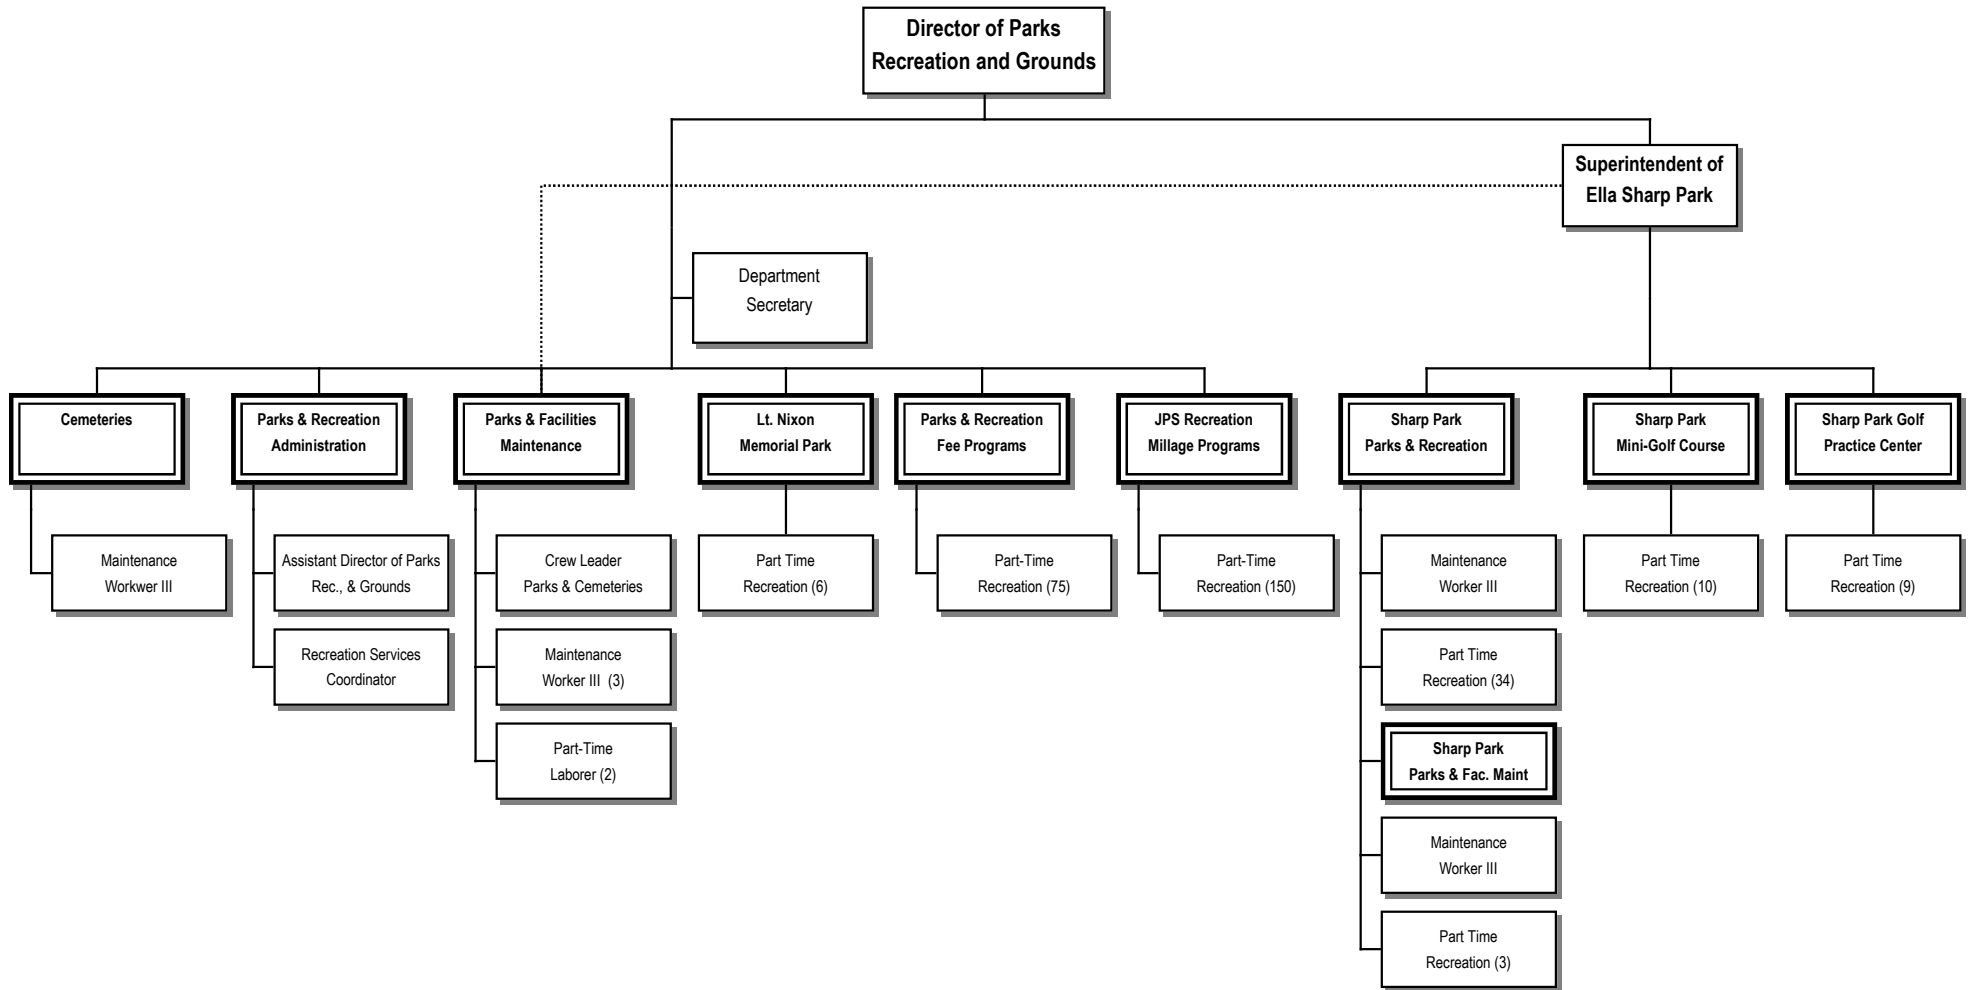 Director of Parks
Recreation and Grounds
Superintendent of
Ella Sharp Park
Department
Secretary
Cemeteries
Parks & Recreation
Administration
Parks & Facilities
Maintenance
Lt. Nixon
Memorial Park
Parks & Recreation
Fee Programs
JPS Recreation
Millage Programs
Sharp Park
Parks & Recreation
Sharp Park
Mini-Golf Course
Sharp Park Golf
Practice Center
Maintenance
Workwer III
Assistant Director of Parks
Rec., & Grounds
Crew Leader
Parks & Cemeteries
Part Time
Recreation (6)
Part-Time
Recreation (75)
Part-Time
Recreation (150)
Maintenance
Worker III
Part Time
Recreation (10)
Part Time
Recreation (9)
Recreation Services
Coordinator
Maintenance
Worker III (3)
Part Time
Recreation (34)
Part-Time
Laborer (2)
Sharp Park
Parks & Fac. Maint
Maintenance
Worker III
Part Time
Recreation (3)